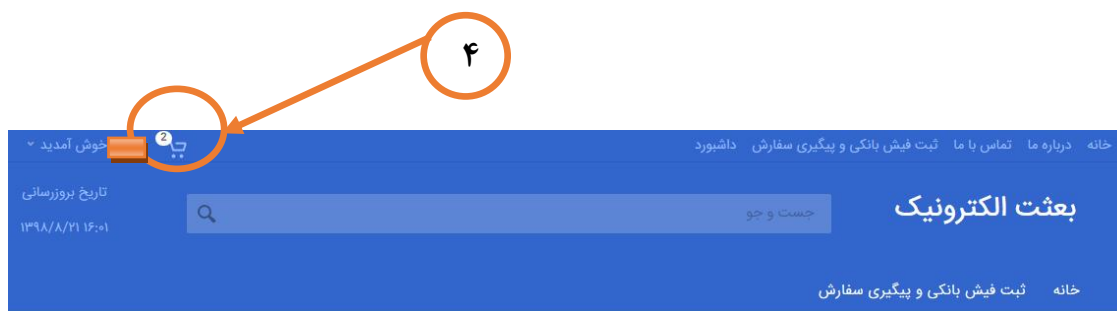 ۴
خانه درباره ما تماس با ما ثبت فیش بانکی و پیگیری سفارش داشبورد 2 خوش آمدید
بعثت الکترونیک جست و جو تاریخ بروزرسانی
۱۳۹۸/۸/۲۱ ۱۶:۰۱
خانه ثبت فیش بانکی و پیگیری سفارش